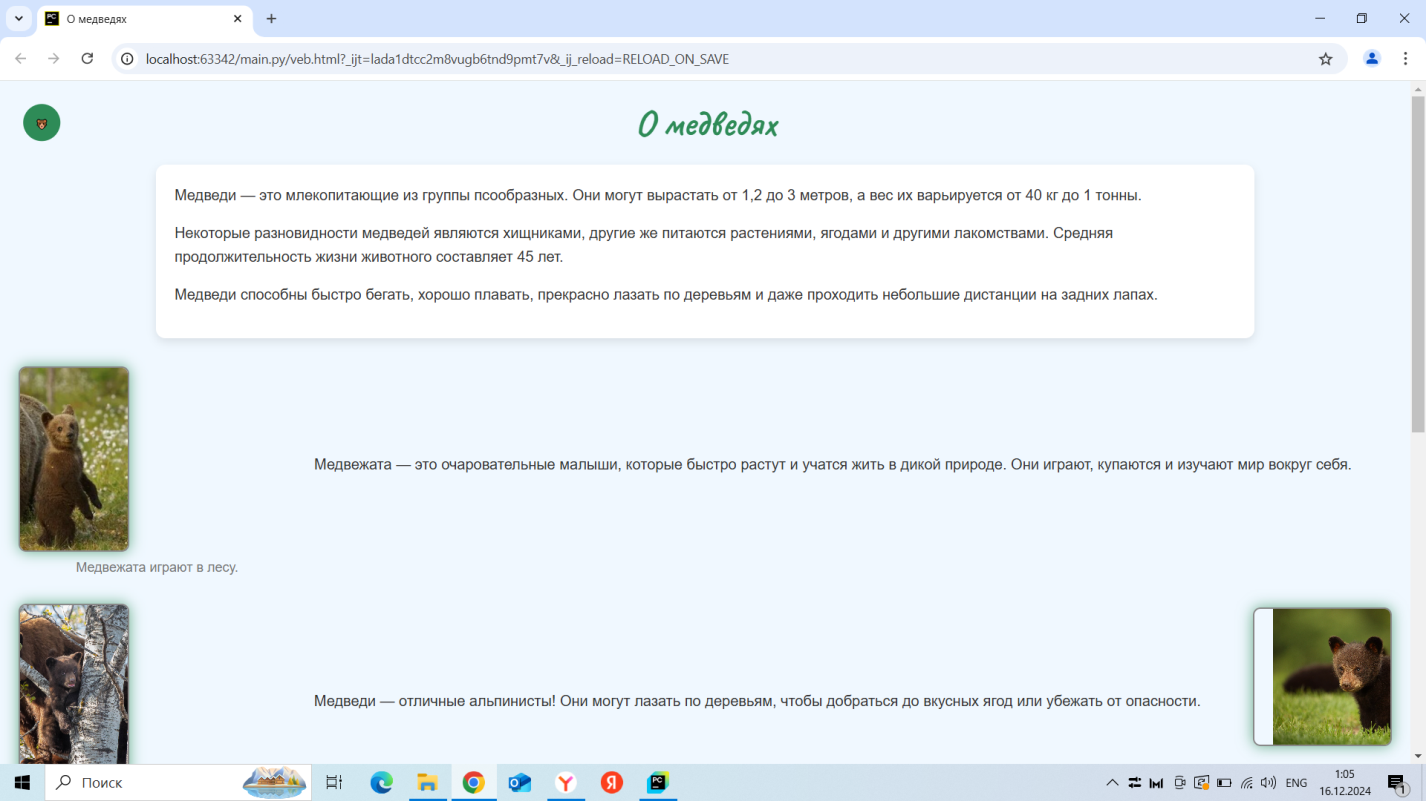 О медведях
localhost:63342/main.py/veb.html?_ijt=lada1dtcc2m8vugb6tnd9pmt7v&_ij_reload=RELOAD_ON_SAVE
О медведях
Медведи — это млекопитающие из группы псообразных. Они могут вырастать от 1,2 до 3 метров, а вес их варьируется от 40 кг до 1 тонны.
Некоторые разновидности медведей являются хищниками, другие же питаются растениями, ягодами и другими лакомствами. Средняя
продолжительность жизни животного составляет 45 лет.
Медведи способны быстро бегать, хорошо плавать, прекрасно лазать по деревьям и даже проходить небольшие дистанции на задних лапах.
Медвежата — это очаровательные малыши, которые быстро растут и учатся жить в дикой природе. Они играют, купаются и изучают мир вокруг себя.
Медвежата играют в лесу.
Медведи — отличные альпинисты! Они могут лазать по деревьям, чтобы добраться до вкусных ягод или убежать от опасности.
Поиск
ENG
1:05
16.12.2024
1